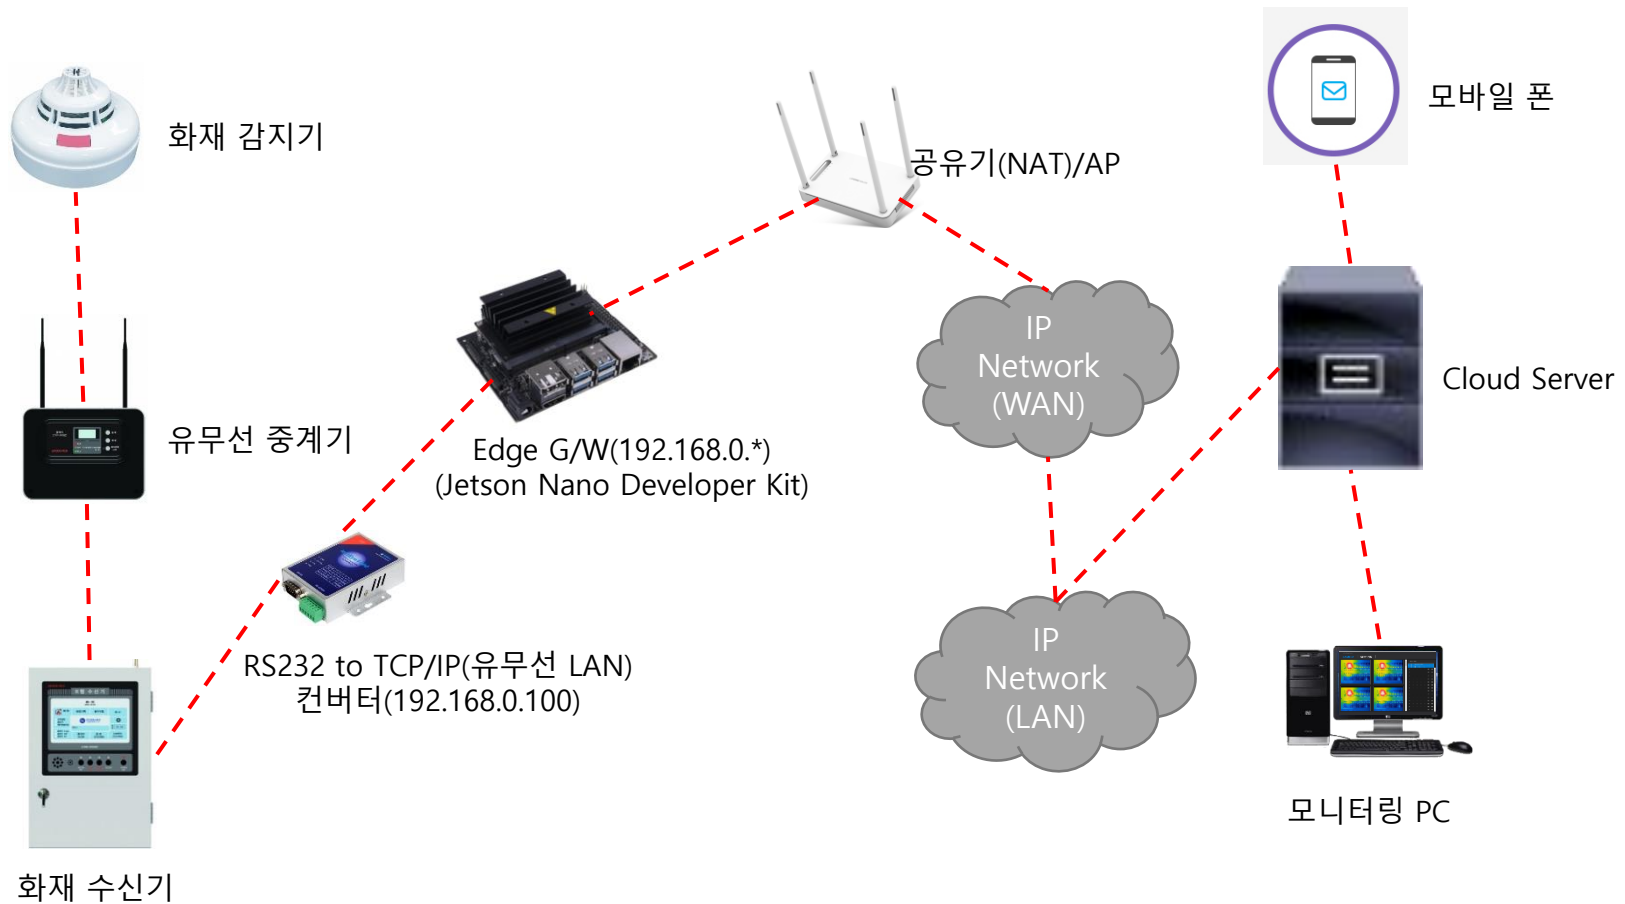 화재 감지기
유무선 중계기
화재 수신기
RS232 to TCP/IP(유무선 LAN)
컨버터(192.168.0.100)
Edge G/W(192.168.0.*)
(Jetson Nano Developer Kit)
공유기(NAT)/AP
IP
Network
(WAN)
IP
Network
(LAN)
모바일 폰
Cloud Server
모니터링 PC